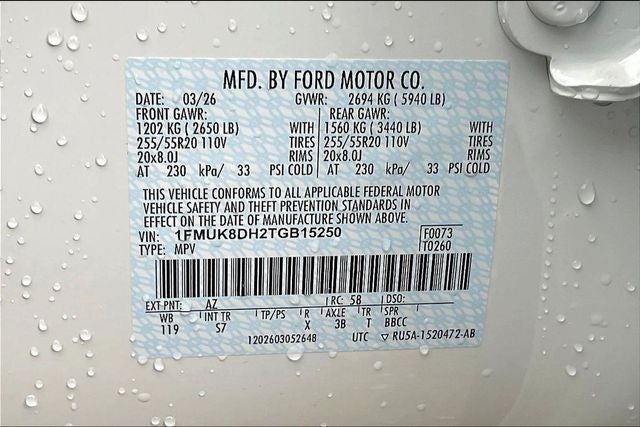 MFD. BY FORD MOTOR CO.
DATE: 03/26 GVWR: 2694 KG ( 5940 LB)
FRONT GAWR: REAR GAWR:
1202 KG ( 2650 LB) WITH 1560 KG ( 3440 LB) WITH
255/55R20 110V TIRES 255/55R20 110V TIRES
20x8.0J RIMS 20x8.0J RIMS
AT 230 kPa/ 33 PSI COLD AT 230 kPa/ 33 PSI COLD
THIS VEHICLE CONFORMS TO ALL APPLICABLE FEDERAL MOTOR
VEHICLE SAFETY AND THEFT PREVENTION STANDARDS IN
EFFECT ON THE DATE OF MANUFACTURE SHOWN ABOVE.
VIN: 1FMUK8DH2TGB15250 F0073
TYPE: MPV T0260
EXT PNT: AZ RC: 58 DSO:
WB INT TR TP/PS R AXLE TR SPR
119 S7 X 3B T BBCC
1202603052648 UTC ▽ RU5A-1520472-AB